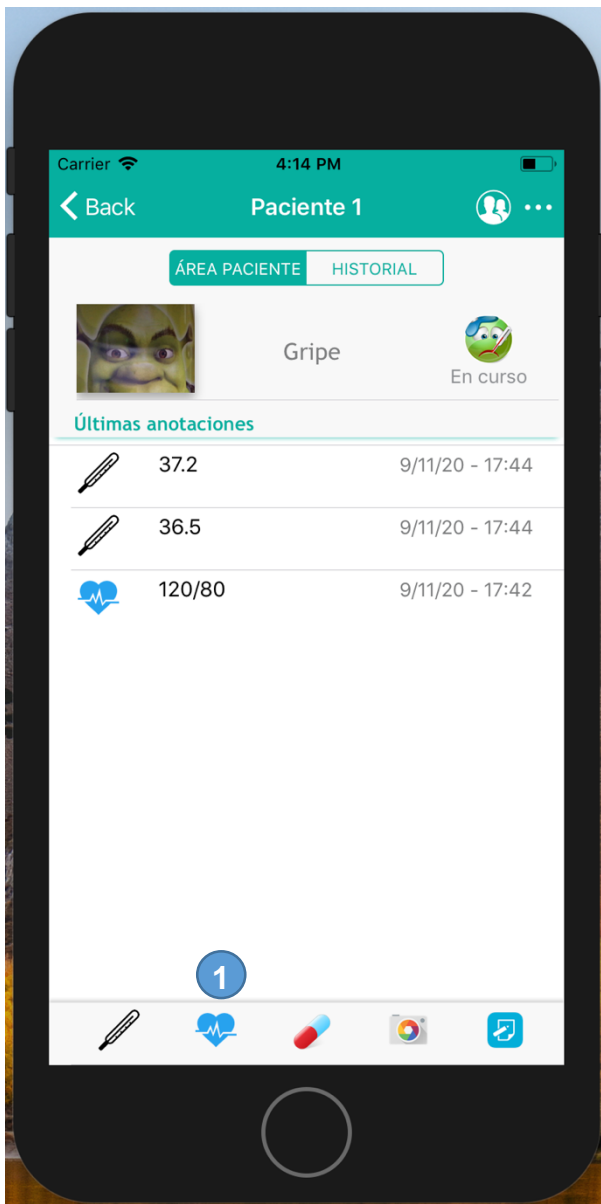 Carrier 4:14 PM
Back Paciente 1
ÁREA PACIENTE HISTORIAL
Gripe
En curso
Últimas anotaciones
37.2 9/11/20 - 17:44
36.5 9/11/20 - 17:44
120/80 9/11/20 - 17:42
1